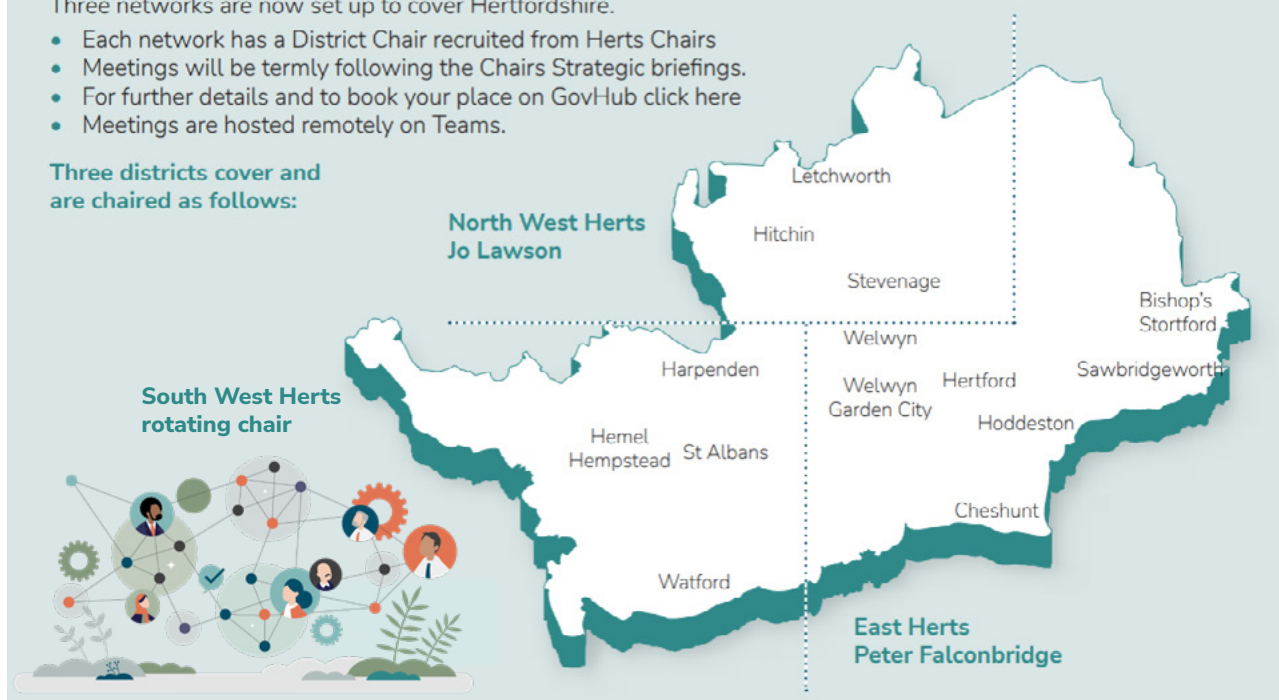 Three networks are now set up to cover Hertfordshire.
• Each network has a District Chair recruited from Herts Chairs
• Meetings will be termly following the Chairs Strategic briefings.
• For further details and to book your place on GovHub click here
• Meetings are hosted remotely on Teams.
Three districts cover and
are chaired as follows:
North West Herts
Jo Lawson
Letchworth
Hitchin
Stevenage
Bishop's
Stortford
Welwyn
Harpenden
Sawbridgeworth
Welwyn
Garden City
Hertford
South West Herts
rotating chair
Hoddeston
Hemel
Hempstead
St Albans
Cheshunt
Watford
East Herts
Peter Falconbridge